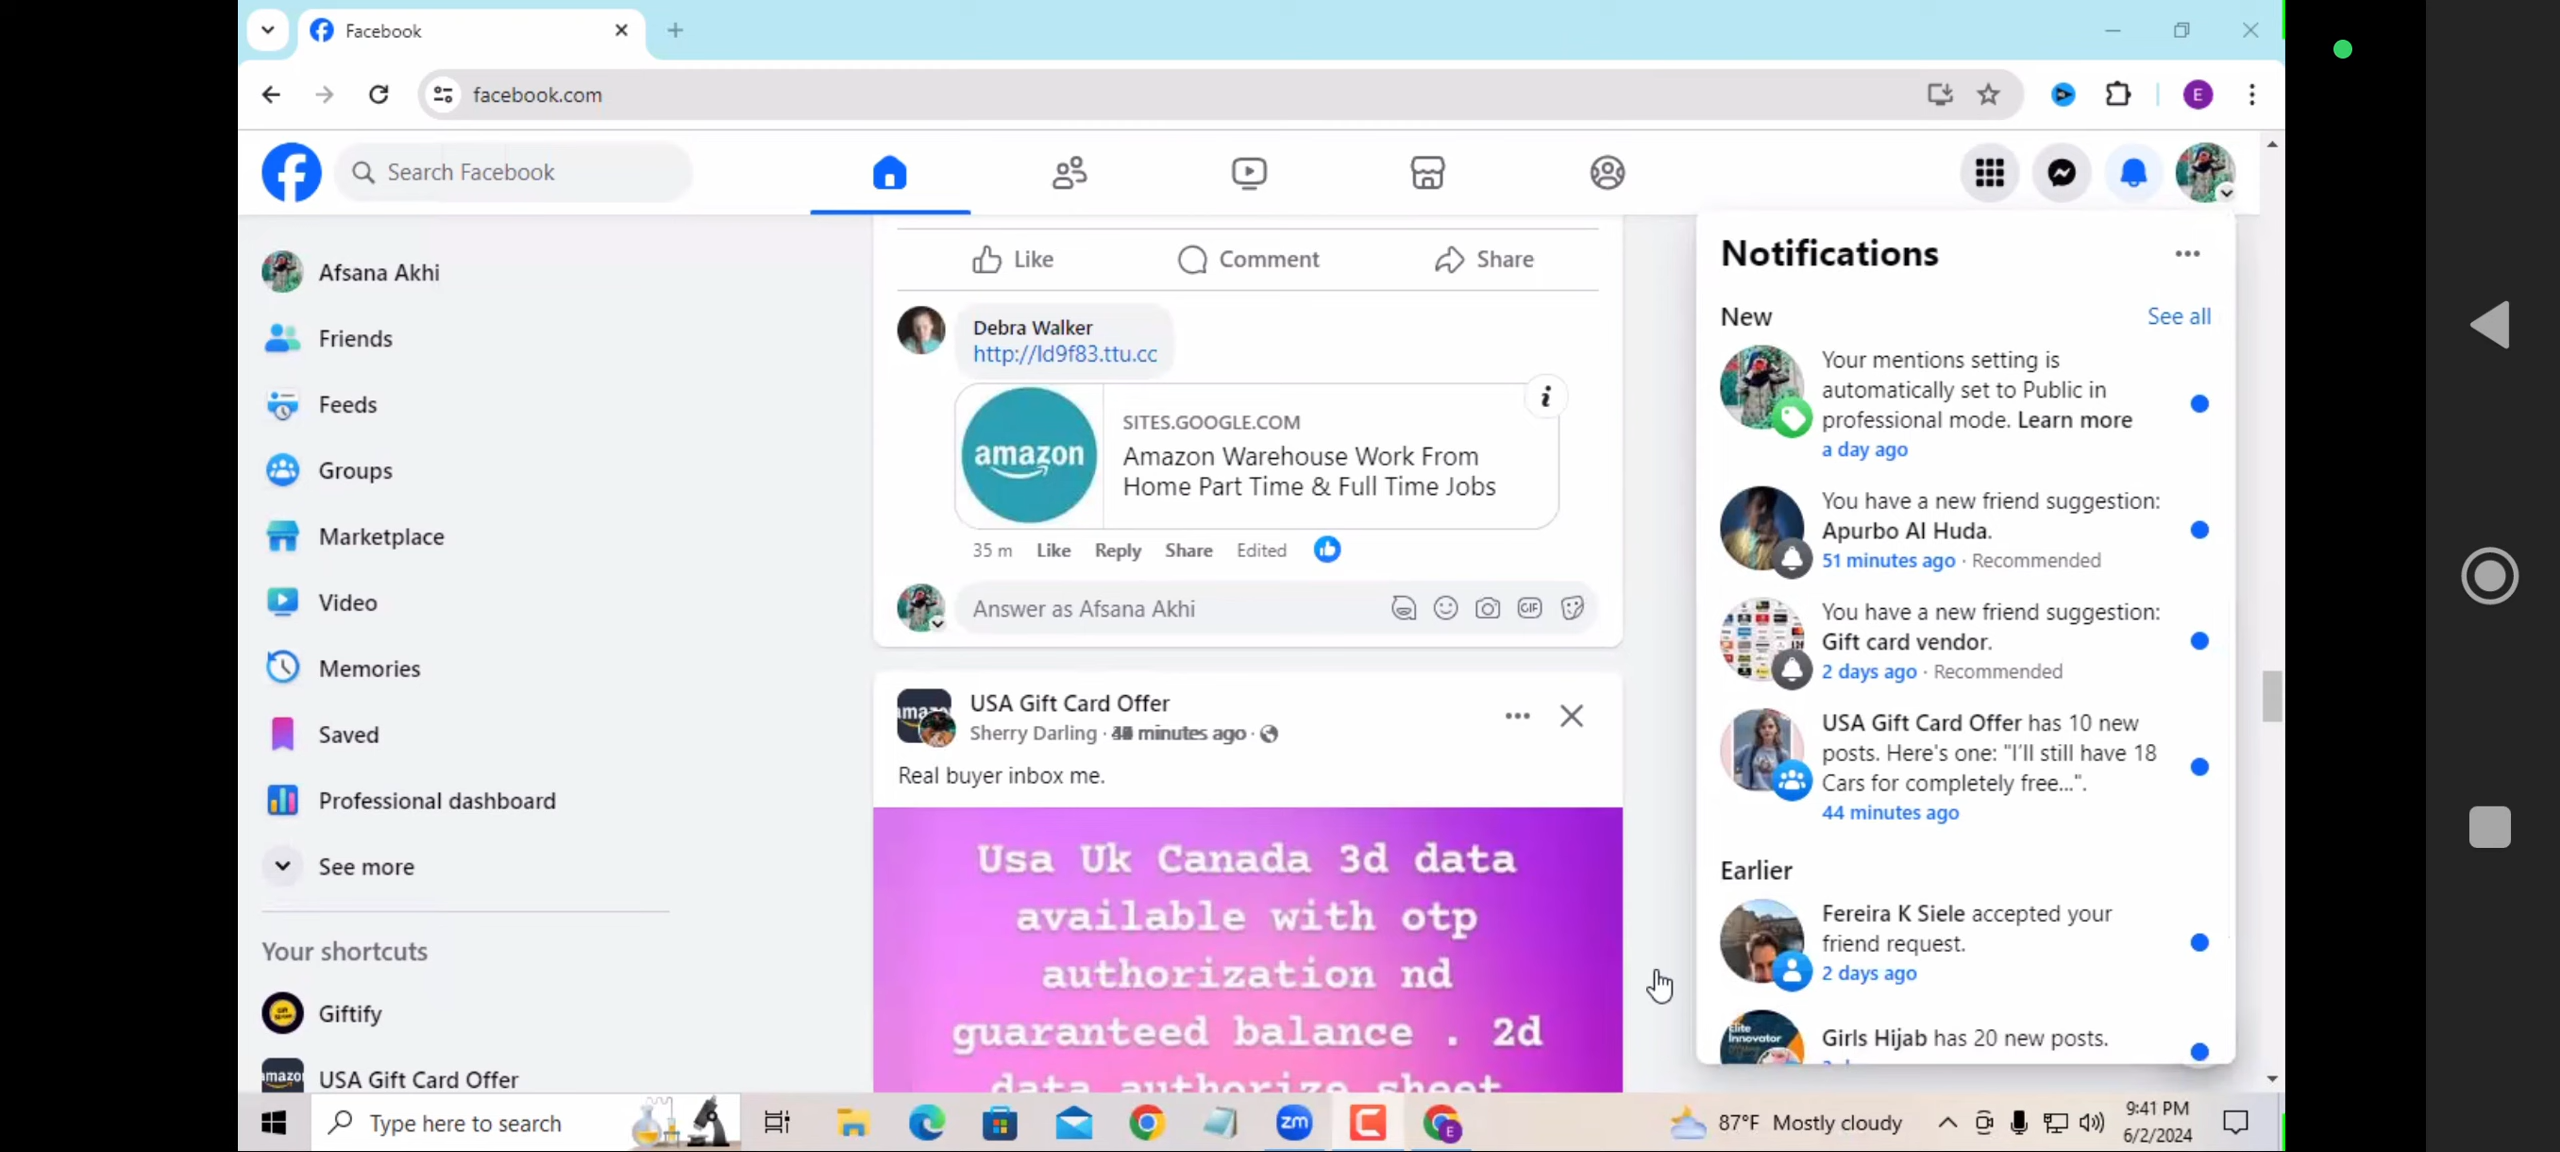 Facebook
facebook.com
E
Search Facebook
Afsana Akhi
Friends
Feeds
Groups
Marketplace
Video
Memories
Saved
Professional dashboard
See more
Your shortcuts
Giftify
USA Gift Card Offer
Like Comment Share
Debra Walker
http://ld9f83.ttu.cc
amazon
SITES.GOOGLE.COM
Amazon Warehouse Work From
Home Part Time & Full Time Jobs
35 m Like Reply Share Edited
Answer as Afsana Akhi
GIF
USA Gift Card Offer
Sherry Darling · minutes ago ·
Real buyer inbox me.
Usa Uk Canada 3d data
available with otp
authorization nd
guaranteed balance . 2d
data authorize sheet
Notifications
New See all
Your mentions setting is
automatically set to Public in
professional mode. Learn more
a day ago
You have a new friend suggestion:
Apurbo Al Huda.
51 minutes ago · Recommended
You have a new friend suggestion:
Gift card vendor.
2 days ago · Recommended
USA Gift Card Offer has 10 new
posts. Here's one: "I'll still have 18
Cars for completely free...".
44 minutes ago
Earlier
Fereira K Siele accepted your
friend request.
2 days ago
Elite
Innovator
Girls Hijab has 20 new posts.
Type here to search
zm
E
87°F Mostly cloudy
9:41 PM
6/2/2024